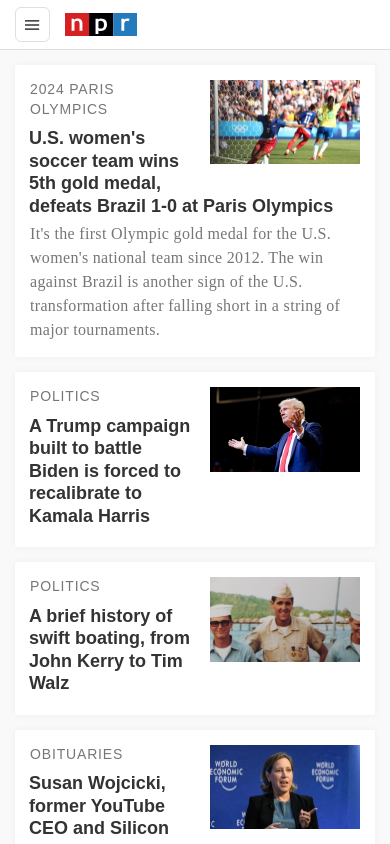 npr
2024 PARIS
OLYMPICS
U.S. women's
soccer team wins
5th gold medal,
defeats Brazil 1-0 at Paris Olympics
It's the first Olympic gold medal for the U.S.
women's national team since 2012. The win
against Brazil is another sign of the U.S.
transformation after falling short in a string of
major tournaments.
POLITICS
A Trump campaign
built to battle
Biden is forced to
recalibrate to
Kamala Harris
POLITICS
A brief history of
swift boating, from
John Kerry to Tim
Walz
OBITUARIES
Susan Wojcicki,
former YouTube
CEO and Silicon
WORLD
ECONOMIC
FORUM
WORLD
ECONOMIC
FORUM